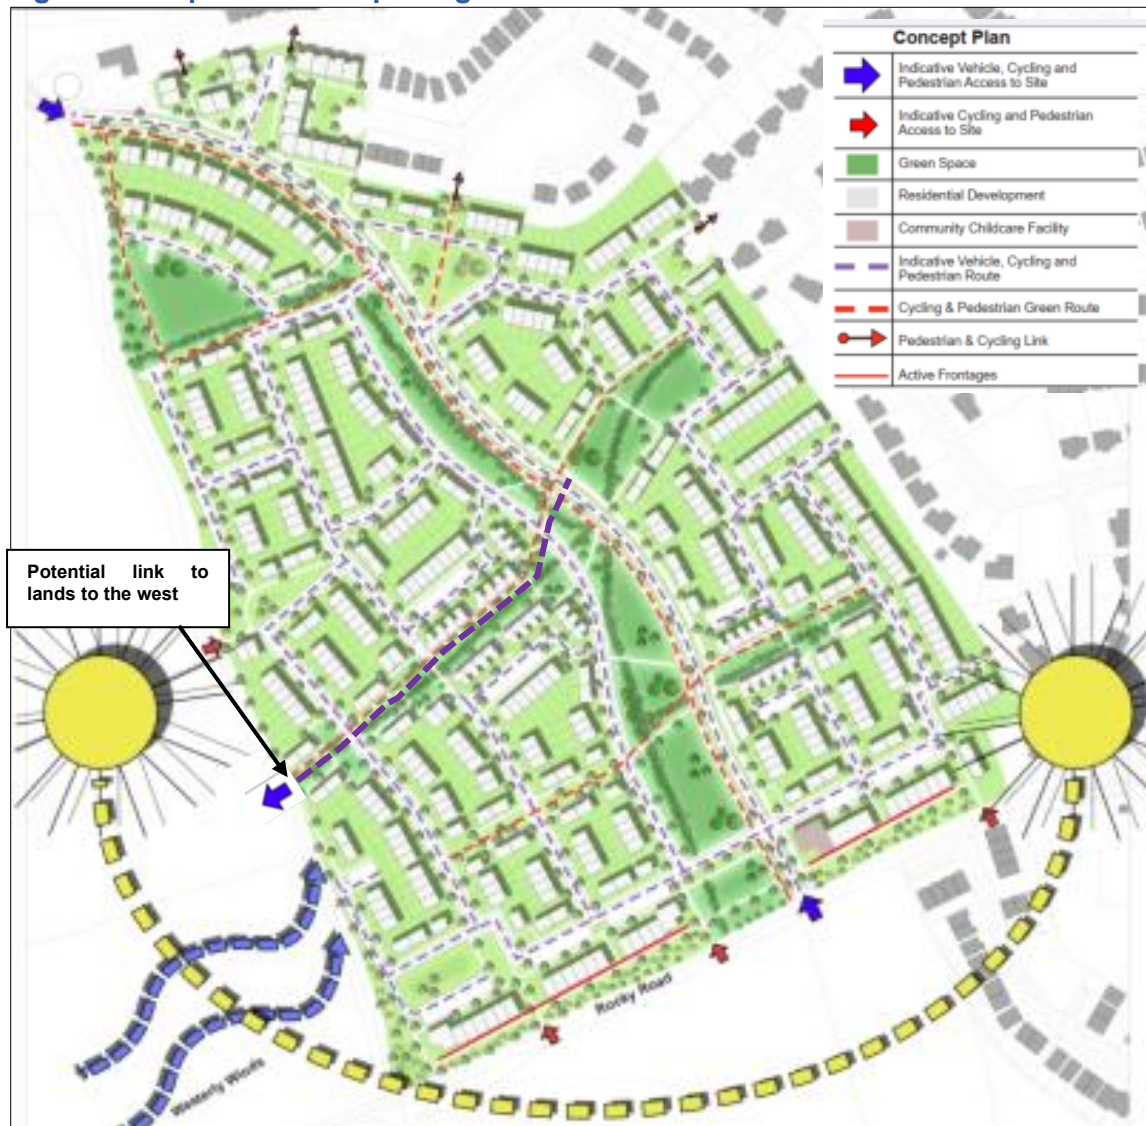 Concept Plan
Indicative Vehicle, Cycling and
Pedestrian Access to Site
Indicative Cycling and Pedestrian
Access to Site
Green Space
Residential Development
Community Childcare Facility
Indicative Vehicle, Cycling and
Pedestrian Route
Cycling & Pedestrian Green Route
Pedestrian & Cycling Link
Active Frontages
Potential link to
lands to the west
Rocky Road
Westerly Winds